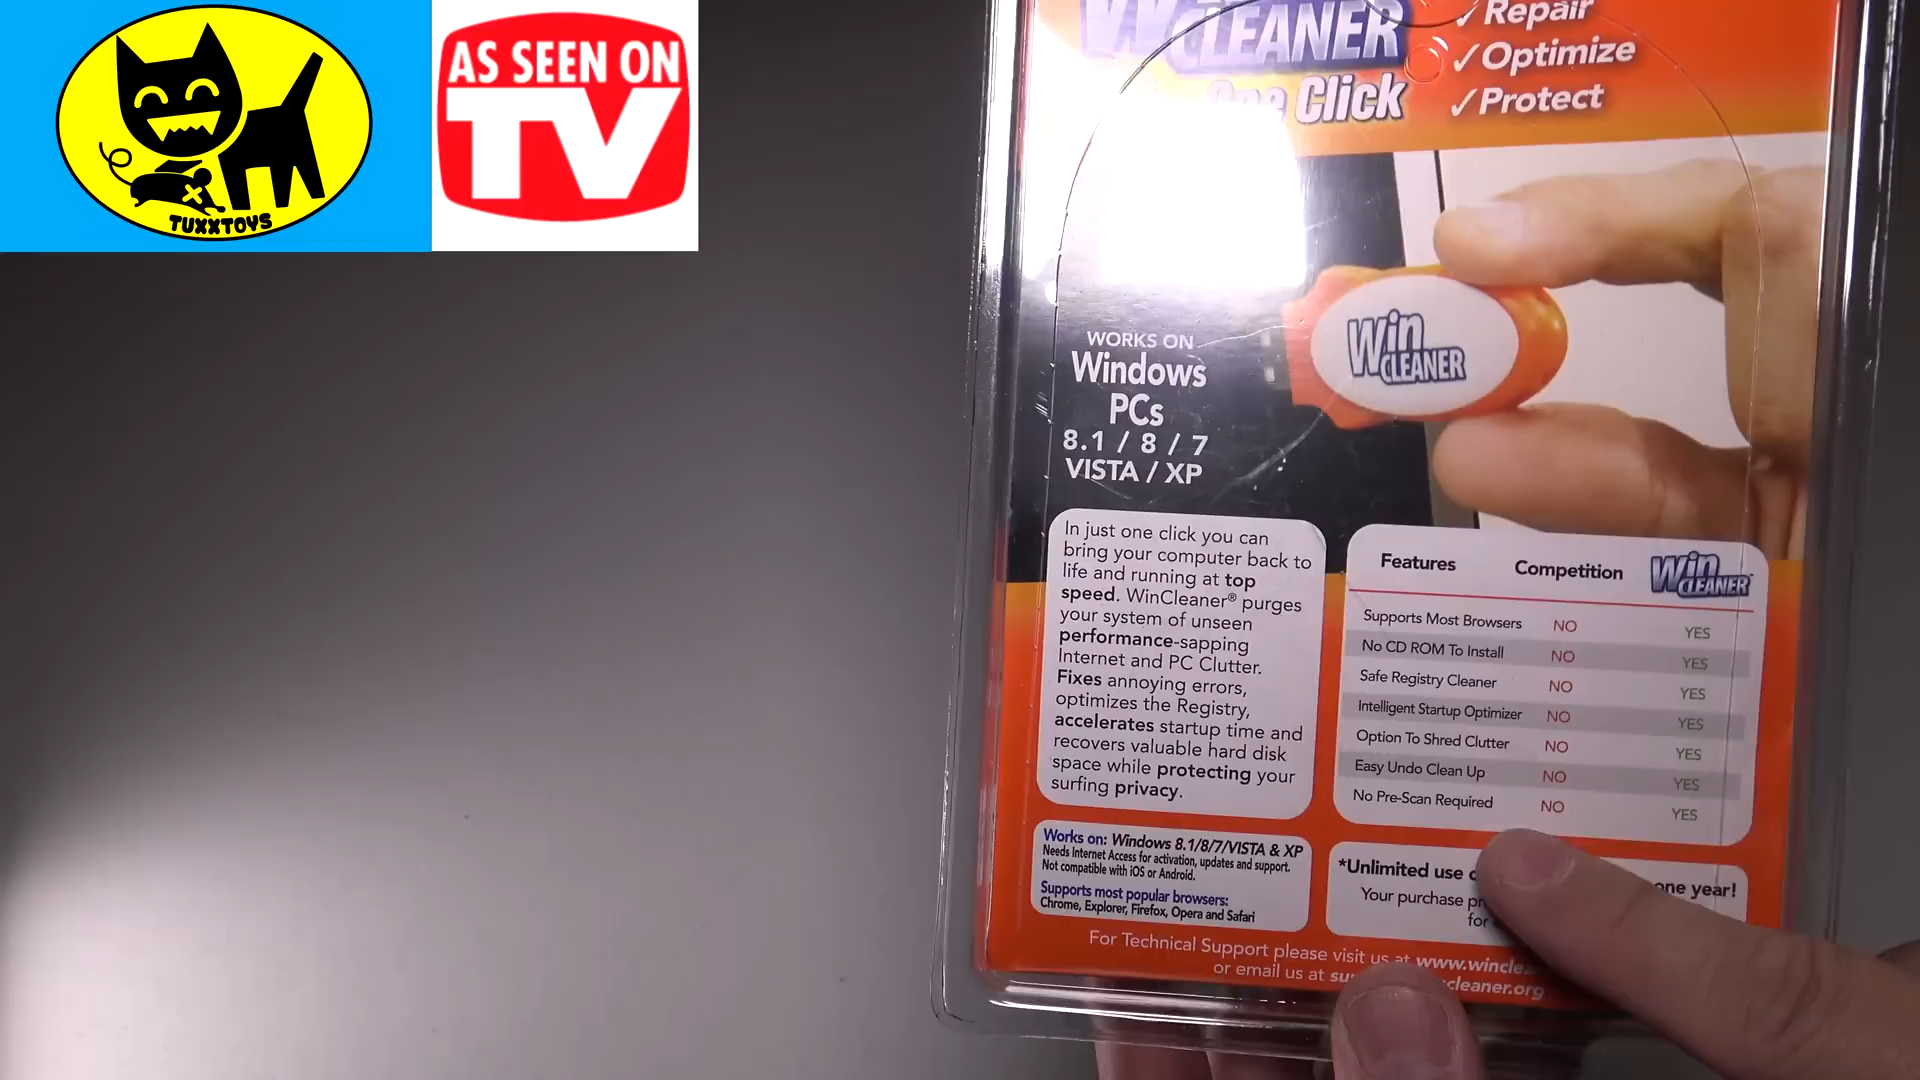 TUXXTOYS
AS SEEN ON
TV
Win
CLEANER
One Click
✓Repair
✓Optimize
✓Protect
Win
CLEANER
WORKS ON
Windows
PCs
8.1 / 8 / 7
VISTA / XP
In just one click you can
bring your computer back to
life and running at top
speed. WinCleaner® purges
your system of unseen
performance-sapping
Internet and PC Clutter.
Fixes annoying errors,
optimizes the Registry,
accelerates startup time and
recovers valuable hard disk
space while protecting your
surfing privacy.
Features Competition Win CLEANER
Supports Most Browsers NO YES
No CD ROM To Install NO YES
Safe Registry Cleaner NO YES
Intelligent Startup Optimizer NO YES
Option To Shred Clutter NO YES
Easy Undo Clean Up NO YES
No Pre-Scan Required NO YES
Works on: Windows 8.1/8/7/VISTA & XP
Needs Internet Access for activation, updates and support.
Not compatible with iOS or Android.
Supports most popular browsers:
Chrome, Explorer, Firefox, Opera and Safari
*Unlimited use one year!
Your purchase
for
For Technical Support please visit us at www.wincle
or email us at su cleaner.org